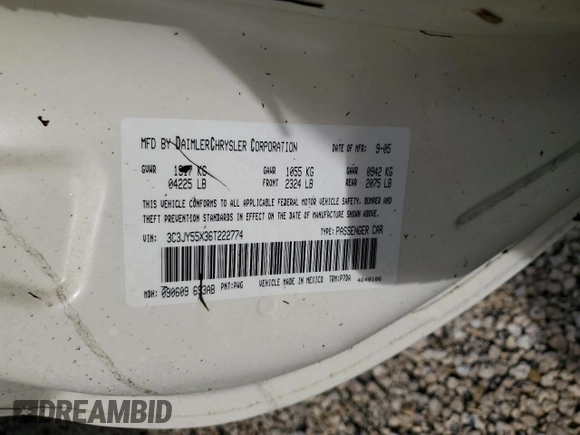 MFD BY DAIMLERCHRYSLER CORPORATION DATE OF MFR: 9-05
GVWR KG GAWR 1055 KG GAWR 0942 KG
04225 LB FRONT 2324 LB REAR 2075 LB
THIS VEHICLE CONFORMS TO ALL APPLICABLE FEDERAL MOTOR VEHICLE SAFETY, BUMPER AND
THEFT PREVENTION STANDARDS IN EFFECT ON THE DATE OF MANUFACTURE SHOWN ABOVE.
VIN: 3C3JY55X36T222774 TYPE: PASSENGER CAR
MDH: 090609 PNT: PWG VEHICLE MADE IN MEXICO TRM: P7DA
DREAMBID